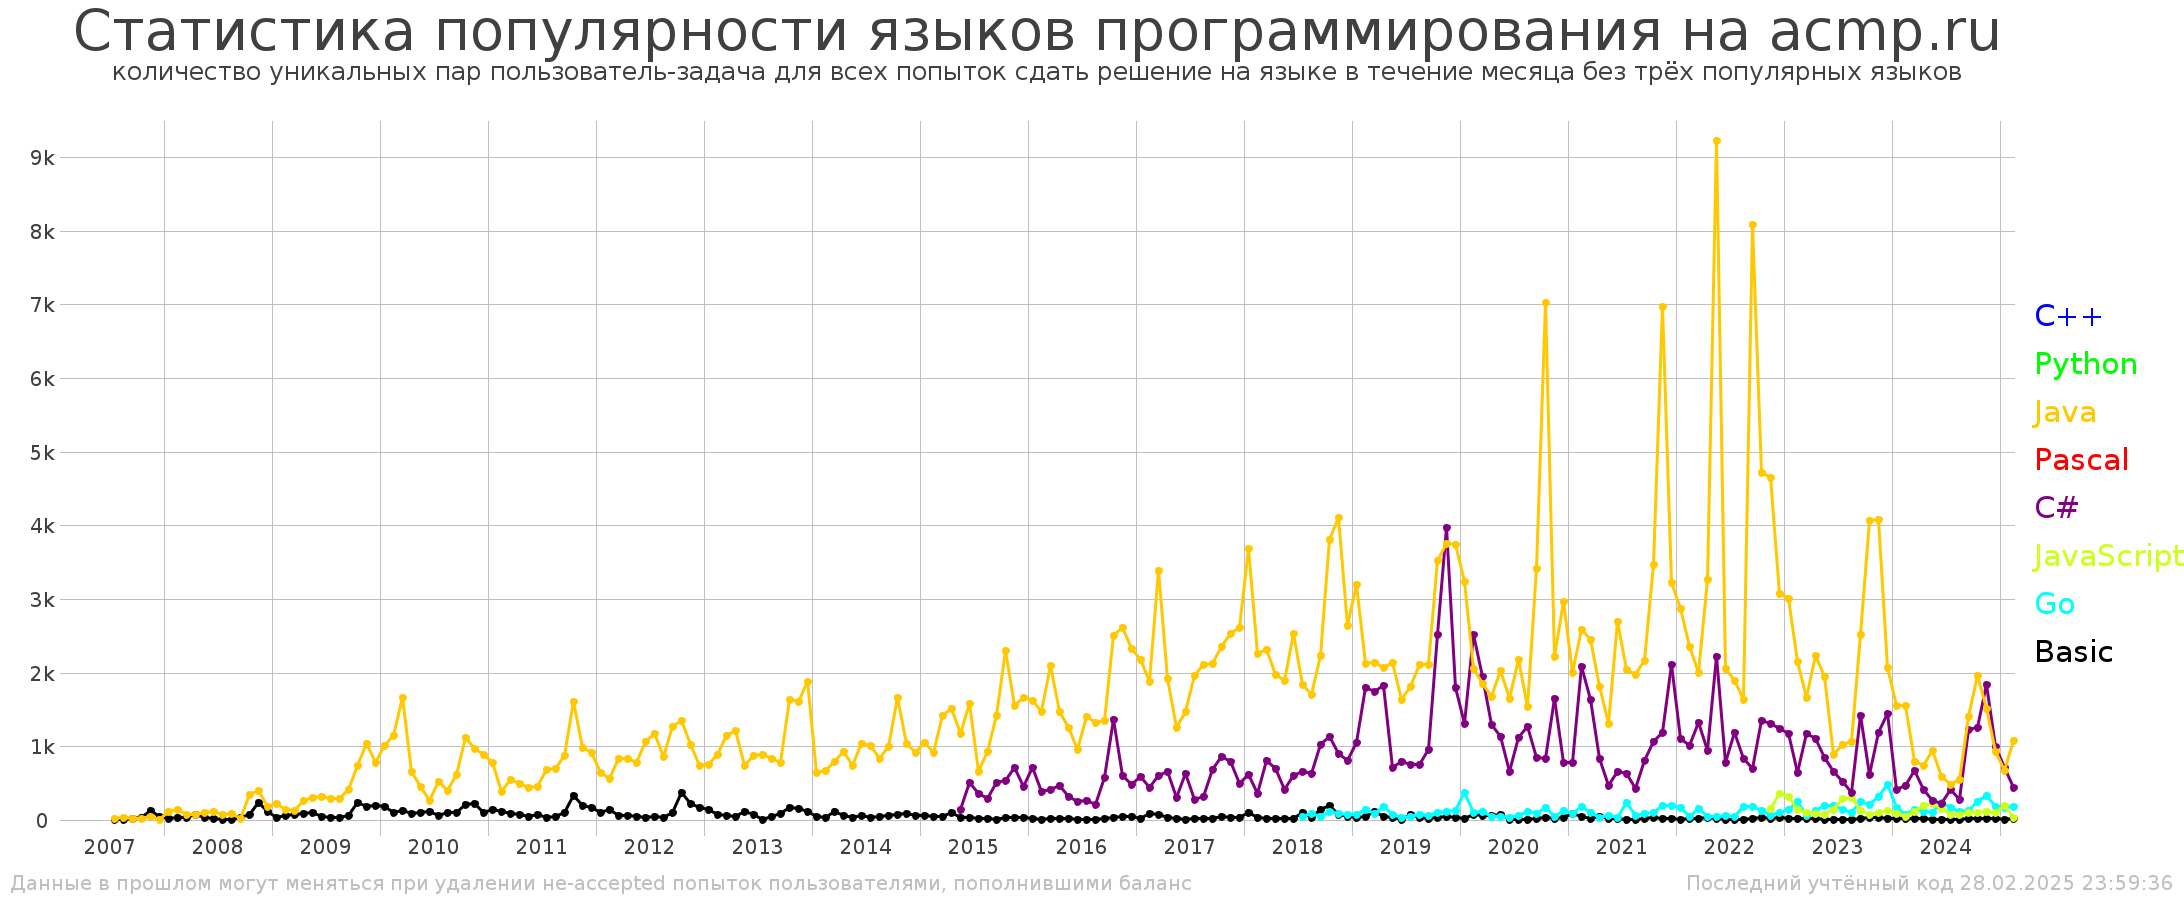 Статистика популярности языков программирования на acmp.ru
количество уникальных пар пользователь-задача для всех попыток сдать решение на языке в течение месяца без трёх популярных языков
9k
8k
7k
6k
5k
4k
3k
2k
1k
0
C++
Python
Java
Pascal
C#
JavaScript
Go
Basic
2007 2008 2009 2010 2011 2012 2013 2014 2015 2016 2017 2018 2019 2020 2021 2022 2023 2024
Данные в прошлом могут меняться при удалении не-accepted попыток пользователями, пополнившими баланс
Последний учтённый код 28.02.2025 23:59:36